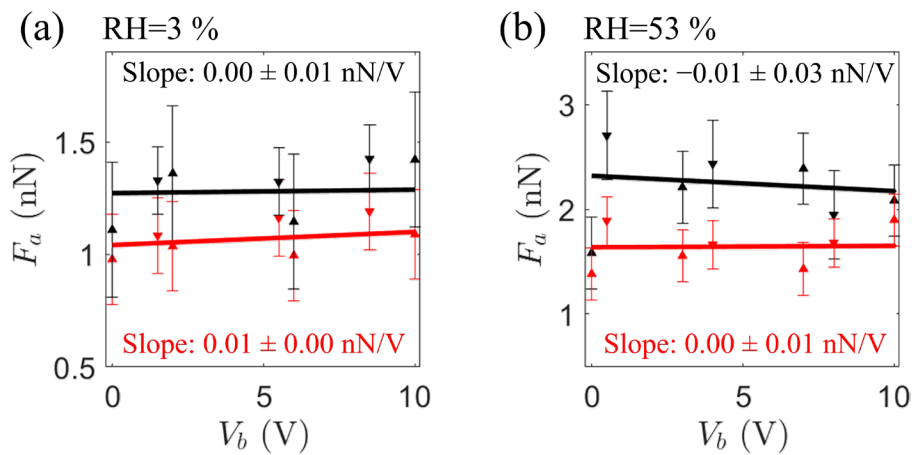 (a) RH=3 %
Slope: 0.00 ± 0.01 nN/V
1.5
1
0.5
Fₐ (nN)
Slope: 0.01 ± 0.00 nN/V
0 5 10
V_b (V)
(b) RH=53 %
Slope: −0.01 ± 0.03 nN/V
3
2
1
Fₐ (nN)
Slope: 0.00 ± 0.01 nN/V
0 5 10
V_b (V)